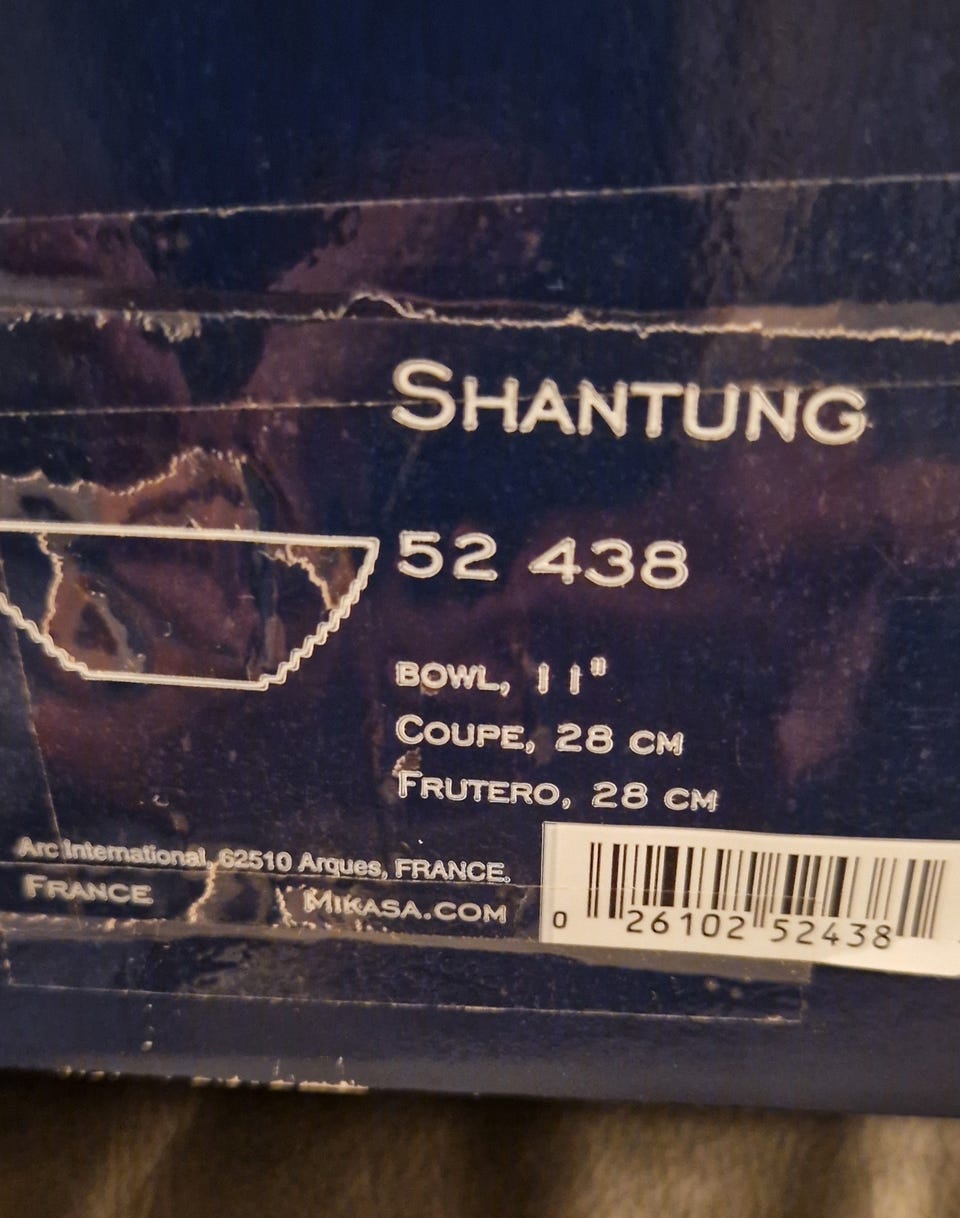 SHANTUNG
52 438
BOWL, 11"
COUPE, 28 CM
FRUTERO, 28 CM
Arc International, 62510 Arques, FRANCE.
FRANCE
MIKASA.COM
0 26102 52438